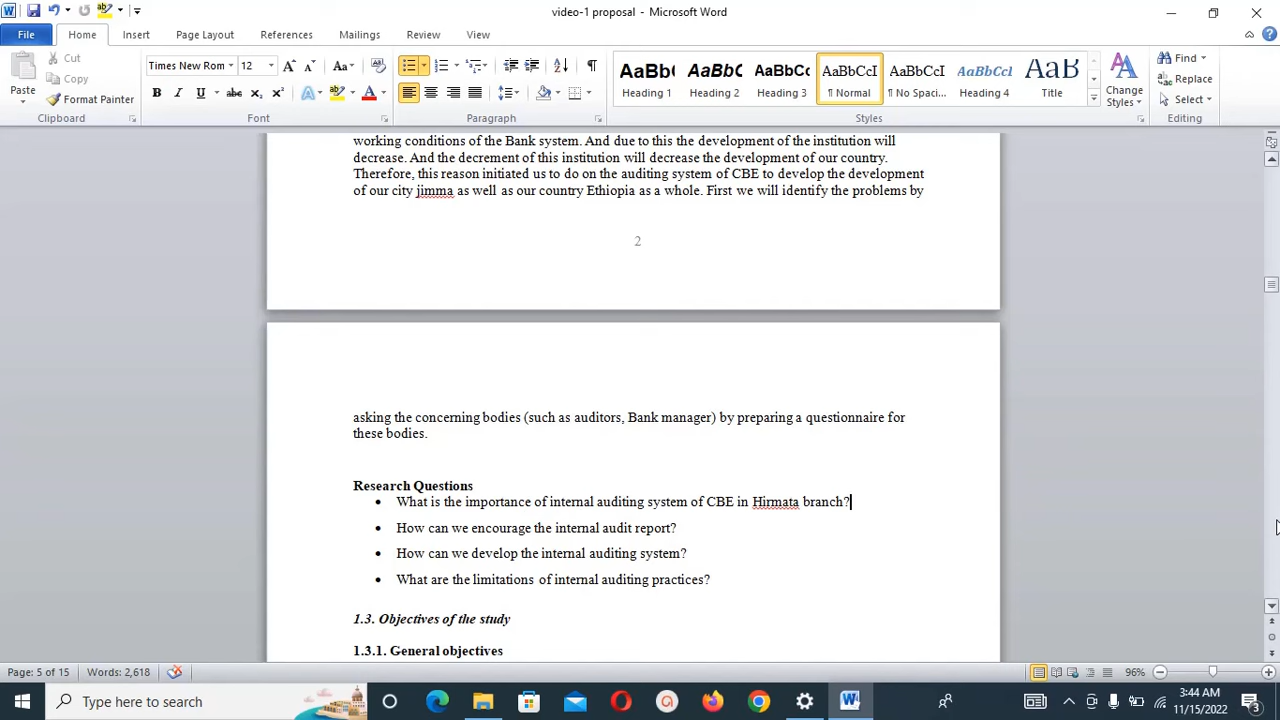 video-1 proposal - Microsoft Word
File Home Insert Page Layout References Mailings Review View
Paste Cut Copy Format Painter
Times New Rom 12
AaBbCcI AaBbCc AaBbCc AaBbCcI AaBbCcI AaBbCcI AaB
Heading 1 Heading 2 Heading 3 ¶ Normal ¶ No Spaci... Heading 4 Title
Change Styles
Find
Replace
Select
Clipboard Font Paragraph Styles Editing
working conditions of the Bank system. And due to this the development of the institution will
decrease. And the decrement of this institution will decrease the development of our country.
Therefore, this reason initiated us to do on the auditing system of CBE to develop the development
of our city jimma as well as our country Ethiopia as a whole. First we will identify the problems by
2
asking the concerning bodies (such as auditors, Bank manager) by preparing a questionnaire for
these bodies.
Research Questions
• What is the importance of internal auditing system of CBE in Hirmata branch?
• How can we encourage the internal audit report?
• How can we develop the internal auditing system?
• What are the limitations of internal auditing practices?
1.3. Objectives of the study
1.3.1. General objectives
Page: 5 of 15 Words: 2,618 96%
Type here to search 3:44 AM
11/15/2022 3